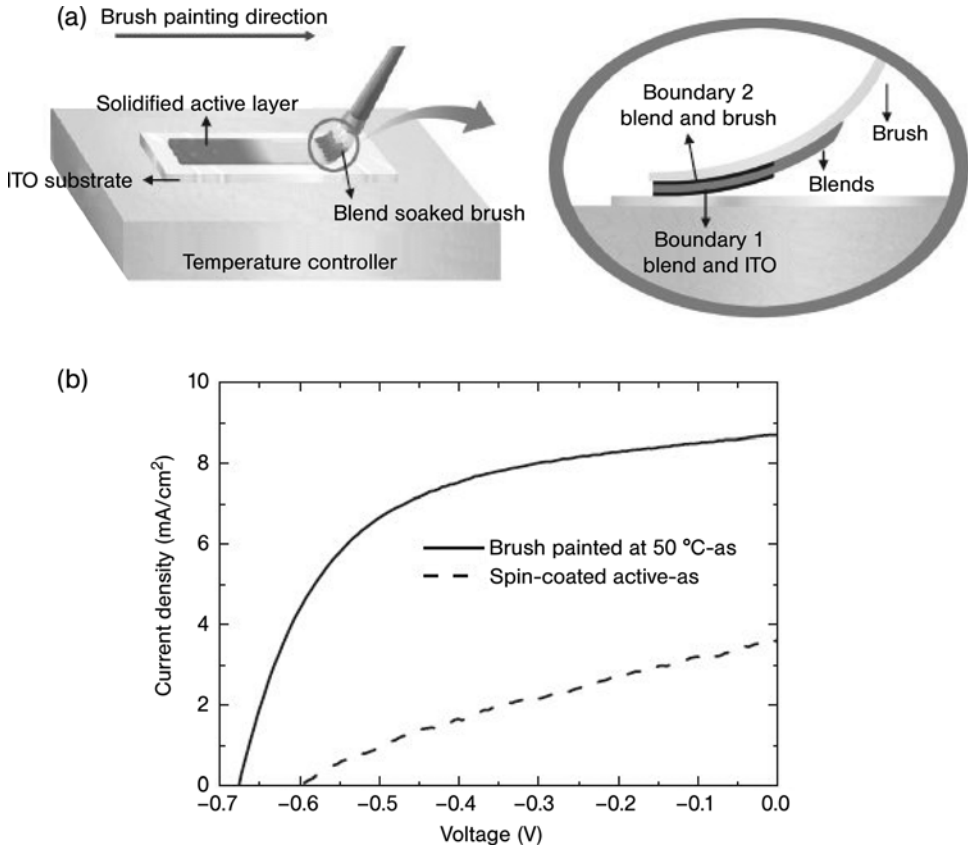 (a)
Brush painting direction
Solidified active layer
ITO substrate
Blend soaked brush
Temperature controller
Boundary 2
blend and brush
Brush
Blends
Boundary 1
blend and ITO
(b)
10
8
6
4
2
0
Current density (mA/cm²)
Brush painted at 50 °C-as
Spin-coated active-as
−0.7 −0.6 −0.5 −0.4 −0.3 −0.2 −0.1 0.0
Voltage (V)